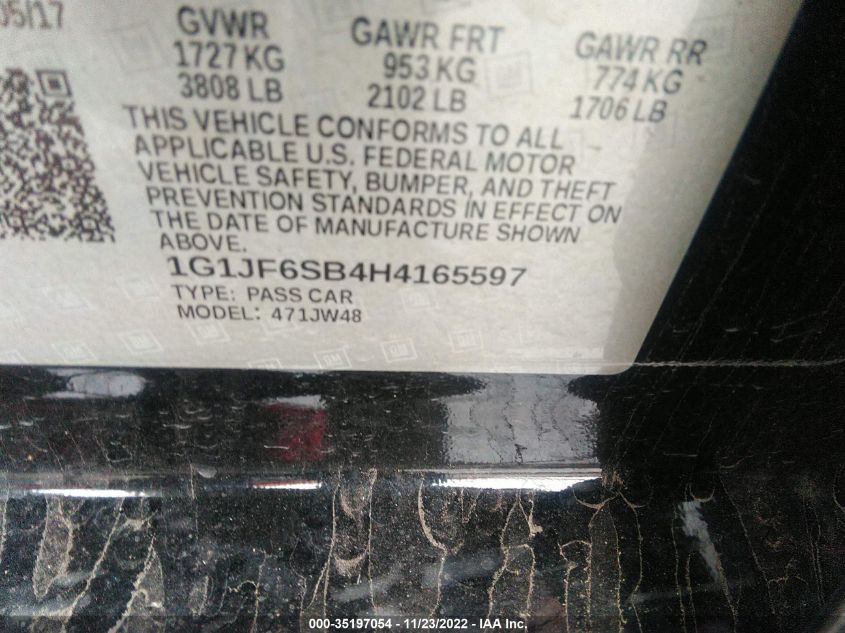 05/17
GVWR GAWR FRT GAWR RR
1727 KG 953 KG 774 KG
3808 LB 2102 LB 1706 LB
THIS VEHICLE CONFORMS TO ALL
APPLICABLE U.S. FEDERAL MOTOR
VEHICLE SAFETY, BUMPER, AND THEFT
PREVENTION STANDARDS IN EFFECT ON
THE DATE OF MANUFACTURE SHOWN
ABOVE.
1G1JF6SB4H4165597
TYPE: PASS CAR
MODEL: 471JW48
000-35197054 - 11/23/2022 - IAA Inc.